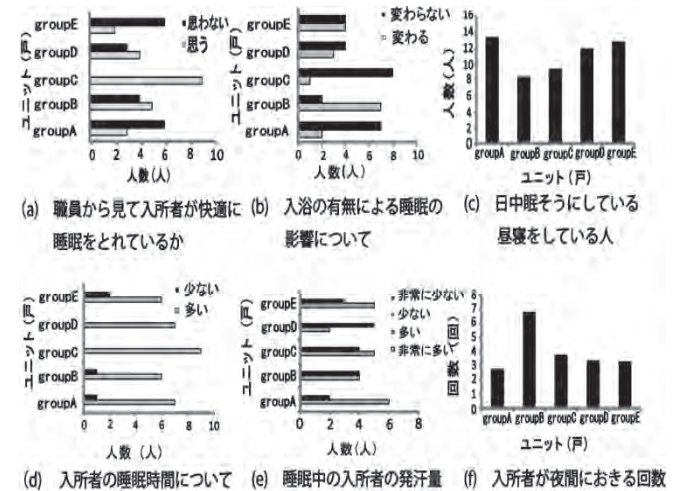 groupE
groupD
groupC
groupB
groupA
ユニット(戸)
■思わない
□思う
0 2 4 6 8 10
人数(人)
(a) 職員から見て入所者が快適に
睡眠をとれているか
groupE
groupD
groupC
groupB
groupA
ユニット(戸)
■変わらない
□変わる
0 2 4 6 8 10
人数(人)
(b) 入浴の有無による睡眠の
影響について
人数(人)
16
14
12
10
8
6
4
2
0
groupA groupB groupC groupD groupE
ユニット(戸)
(c) 日中眠そうにしている
昼寝をしている人
groupE
groupD
groupC
groupB
groupA
ユニット(戸)
■少ない
□多い
0 2 4 6 8 10
人数(人)
(d) 入所者の睡眠時間について
groupE
groupD
groupC
groupB
groupA
ユニット(戸)
非常に少ない
少ない
多い
非常に多い
0 2 4 6 8
人数(人)
(e) 睡眠中の入所者の発汗量
回数(回)
8
7
6
5
4
3
2
1
0
groupA groupB groupC groupD groupE
ユニット(戸)
(f) 入所者が夜間におきる回数